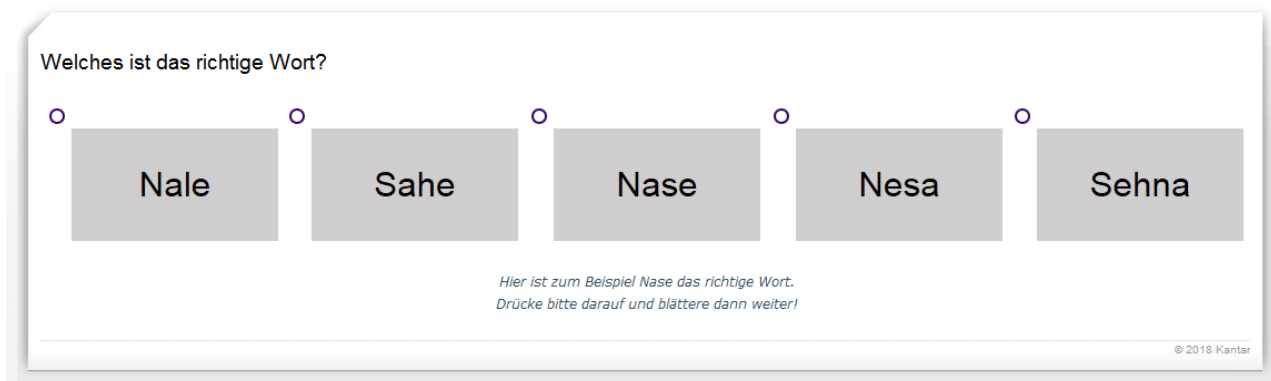 Welches ist das richtige Wort?
Nale Sahe Nase Nesa Sehna
Hier ist zum Beispiel Nase das richtige Wort.
Drücke bitte darauf und blättere dann weiter!
© 2018 Kantar